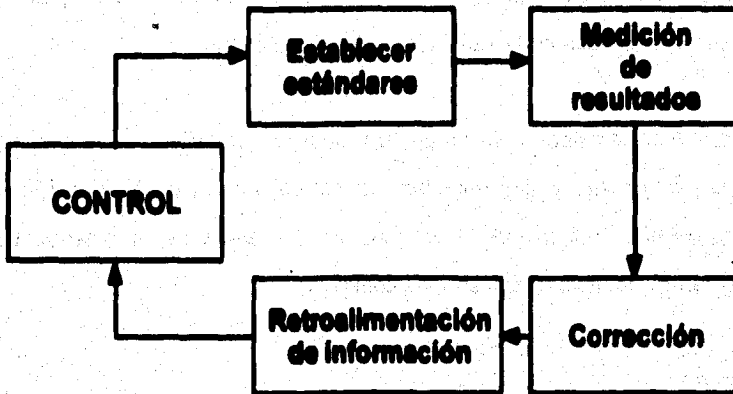 Establecer
estándares
Medición
de
resultados
CONTROL
Retroalimentación
de información
Corrección